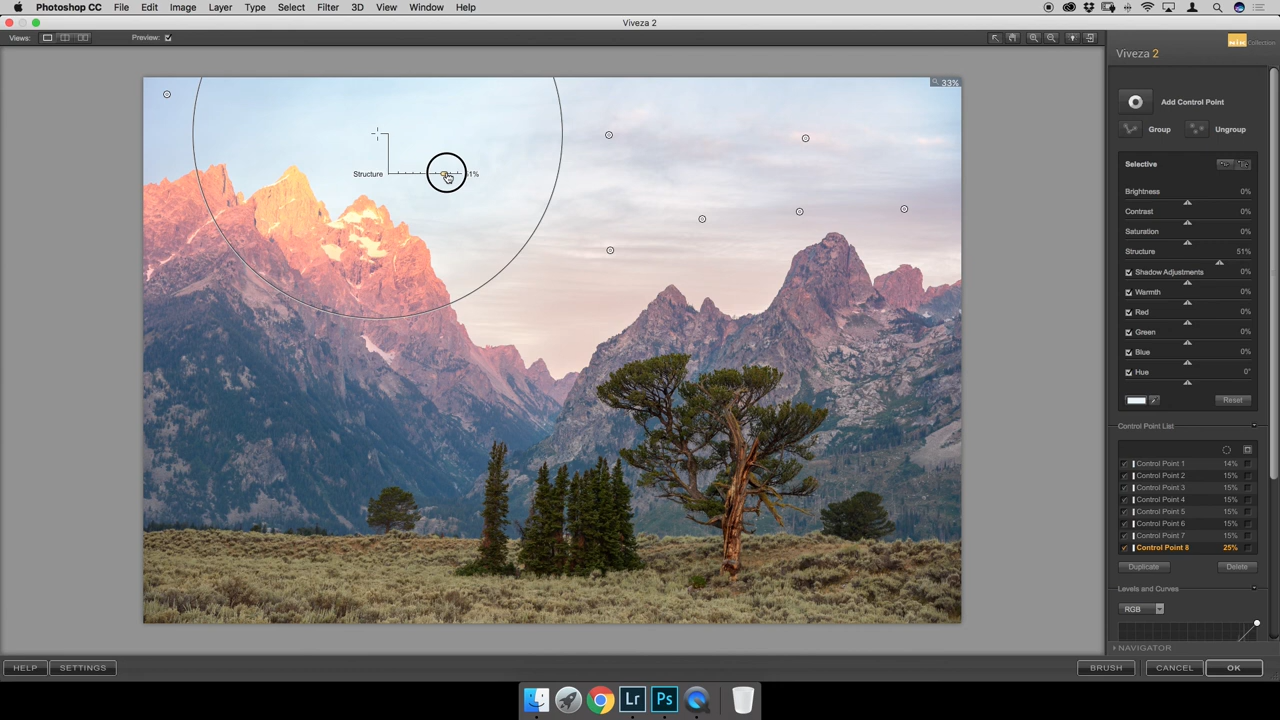 Photoshop CC File Edit Image Layer Type Select Filter 3D View Window Help
Viveza 2
Views: Preview:
Nik Collection
Viveza 2
33%
Add Control Point
Group Ungroup
Structure 51%
Selective
Brightness 0%
Contrast 0%
Saturation 0%
Structure 51%
Shadow Adjustments 0%
Warmth 0%
Red 0%
Green 0%
Blue 0%
Hue 0°
Reset
Control Point List
Control Point 1 14%
Control Point 2 15%
Control Point 3 15%
Control Point 4 15%
Control Point 5 15%
Control Point 6 15%
Control Point 7 15%
Control Point 8 25%
Duplicate Delete
Levels and Curves
RGB
NAVIGATOR
HELP SETTINGS BRUSH CANCEL OK
Lr Ps